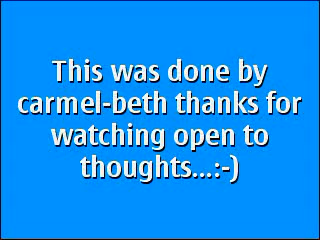 This was done by
carmel-beth thanks for
watching open to
thoughts...:-)